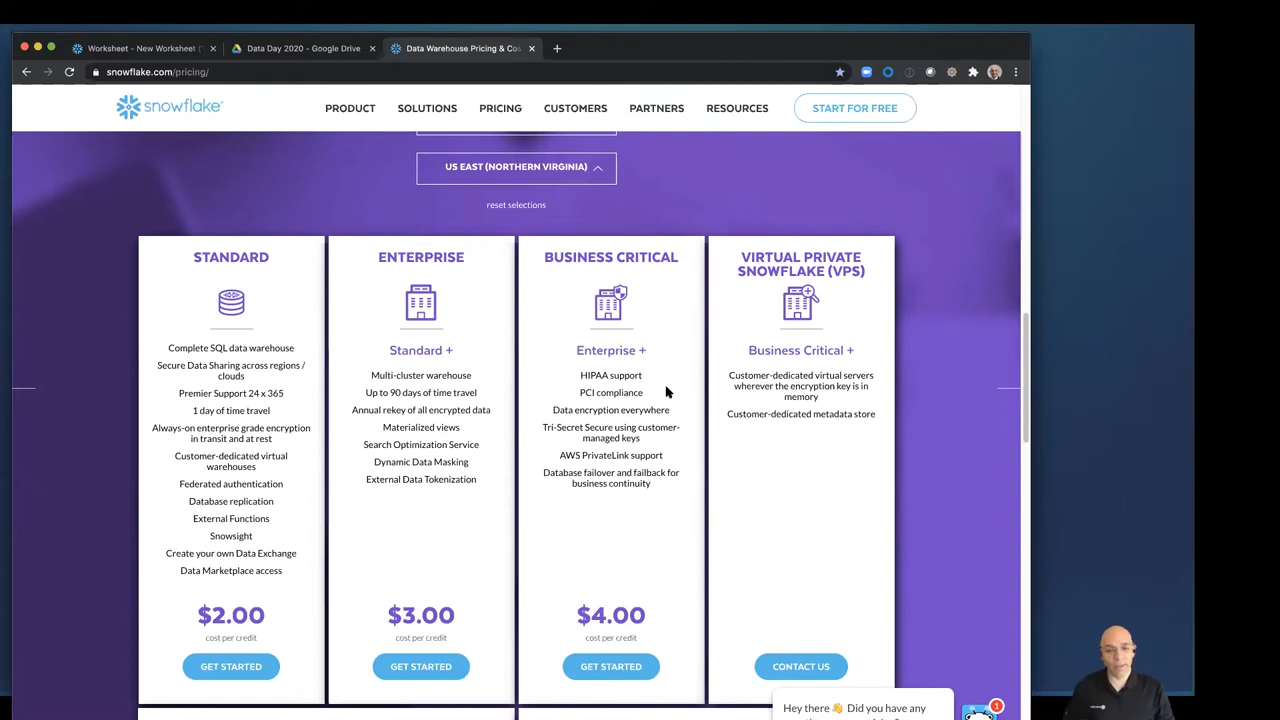 Worksheet - New Worksheet
Data Day 2020 - Google Drive
Data Warehouse Pricing & Cos
snowflake.com/pricing/
snowflake
PRODUCT
SOLUTIONS
PRICING
CUSTOMERS
PARTNERS
RESOURCES
START FOR FREE
US EAST (NORTHERN VIRGINIA)
reset selections
STANDARD
Complete SQL data warehouse
Secure Data Sharing across regions /
clouds
Premier Support 24 x 365
1 day of time travel
Always-on enterprise grade encryption
in transit and at rest
Customer-dedicated virtual
warehouses
Federated authentication
Database replication
External Functions
Snowsight
Create your own Data Exchange
Data Marketplace access
$2.00
cost per credit
GET STARTED
ENTERPRISE
Standard +
Multi-cluster warehouse
Up to 90 days of time travel
Annual rekey of all encrypted data
Materialized views
Search Optimization Service
Dynamic Data Masking
External Data Tokenization
$3.00
cost per credit
GET STARTED
BUSINESS CRITICAL
Enterprise +
HIPAA support
PCI compliance
Data encryption everywhere
Tri-Secret Secure using customer-
managed keys
AWS PrivateLink support
Database failover and failback for
business continuity
$4.00
cost per credit
GET STARTED
VIRTUAL PRIVATE
SNOWFLAKE (VPS)
Business Critical +
Customer-dedicated virtual servers
wherever the encryption key is in
memory
Customer-dedicated metadata store
CONTACT US
Hey there 👋 Did you have any
1